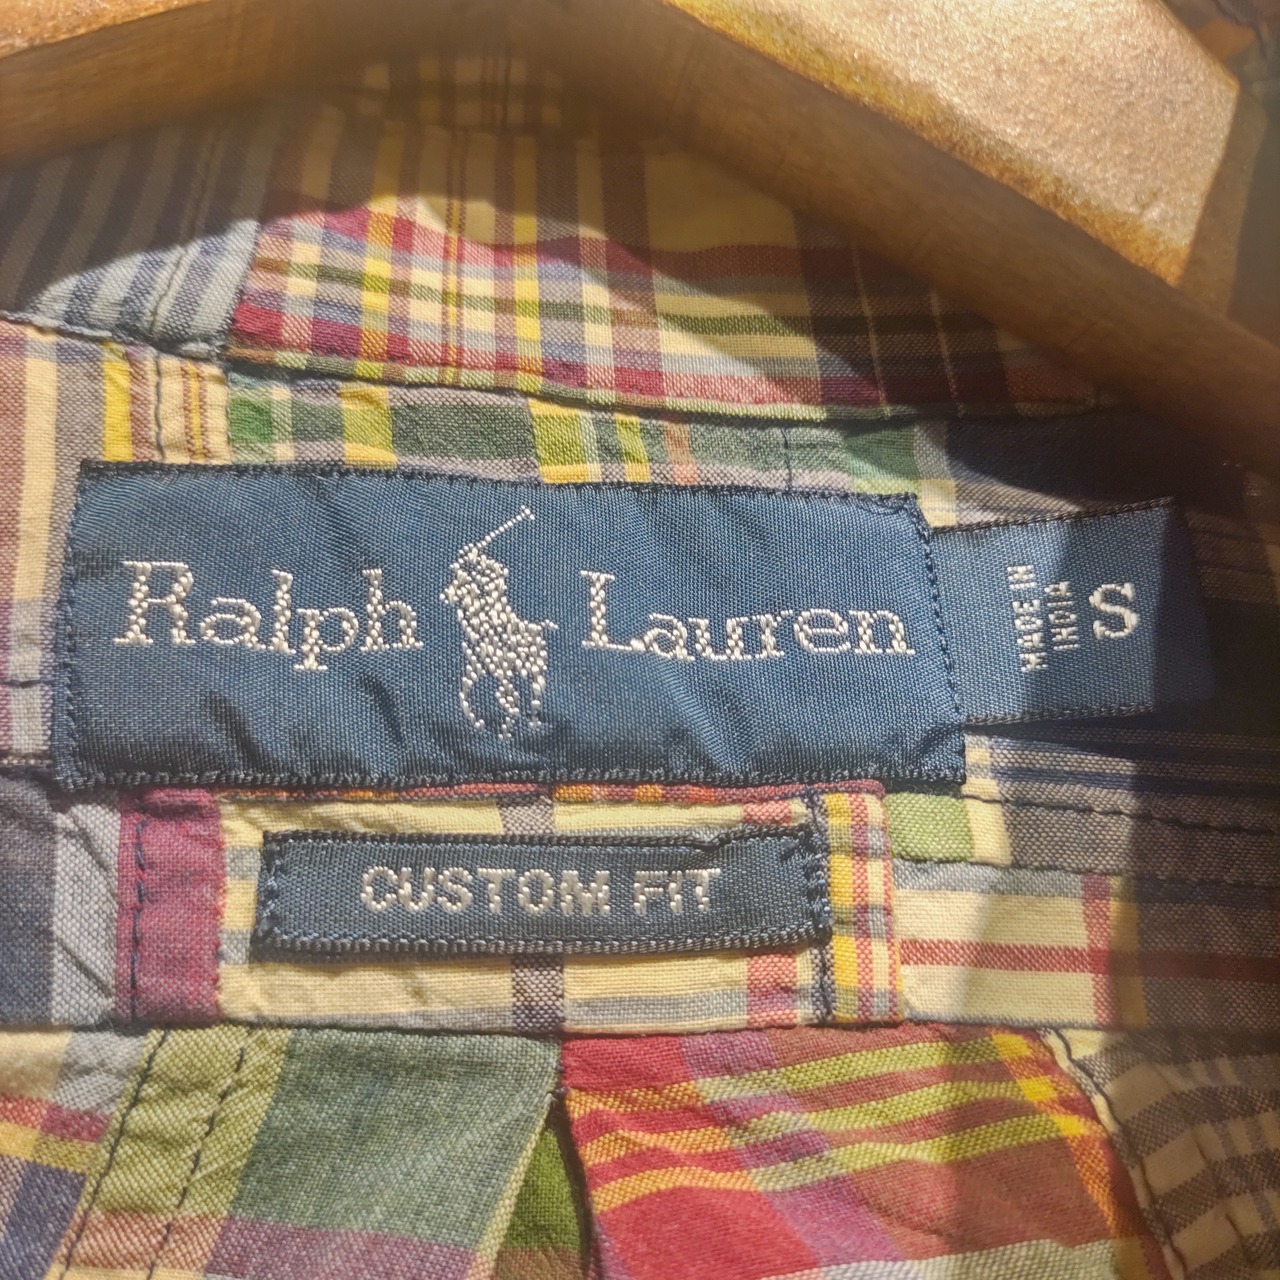 Ralph Lauren
MADE IN
INDIA
S
CUSTOM FIT